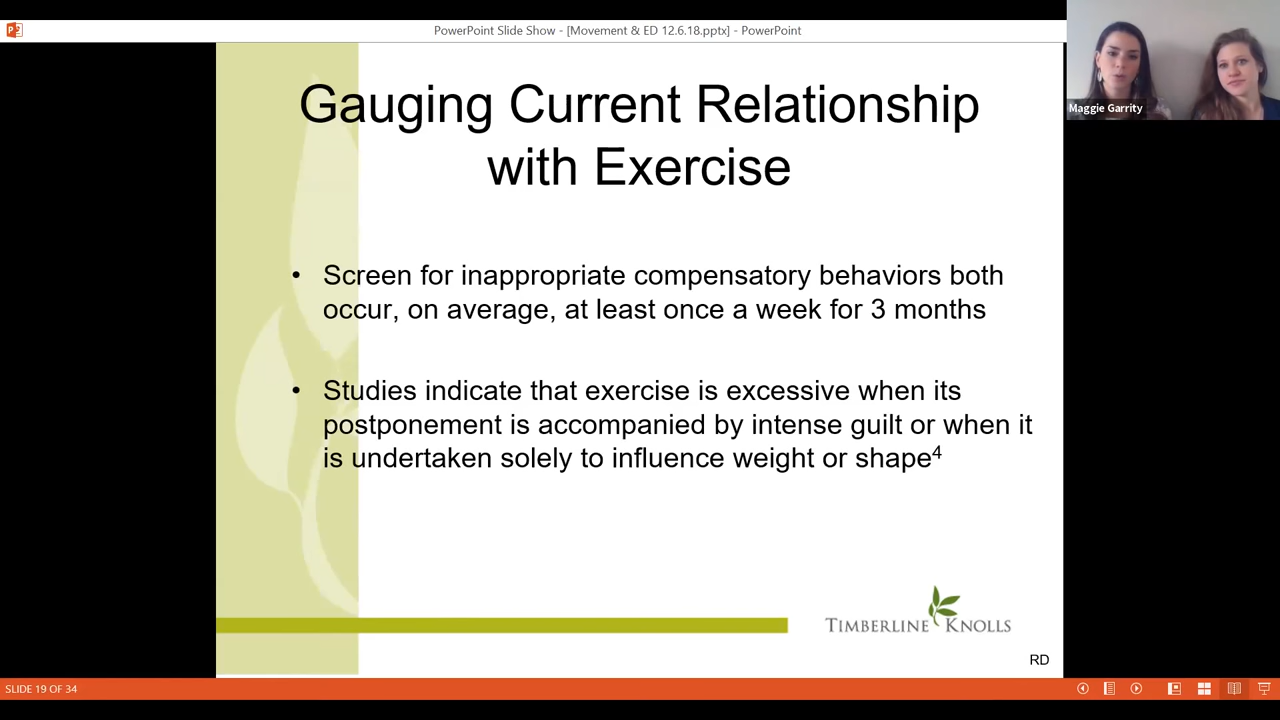 PowerPoint Slide Show - [Movement & ED 12.6.18.pptx] - PowerPoint
Maggie Garrity
Gauging Current Relationship
with Exercise
• Screen for inappropriate compensatory behaviors both
occur, on average, at least once a week for 3 months
• Studies indicate that exercise is excessive when its
postponement is accompanied by intense guilt or when it
is undertaken solely to influence weight or shape⁴
TIMBERLINE KNOLLS
RD
SLIDE 19 OF 34